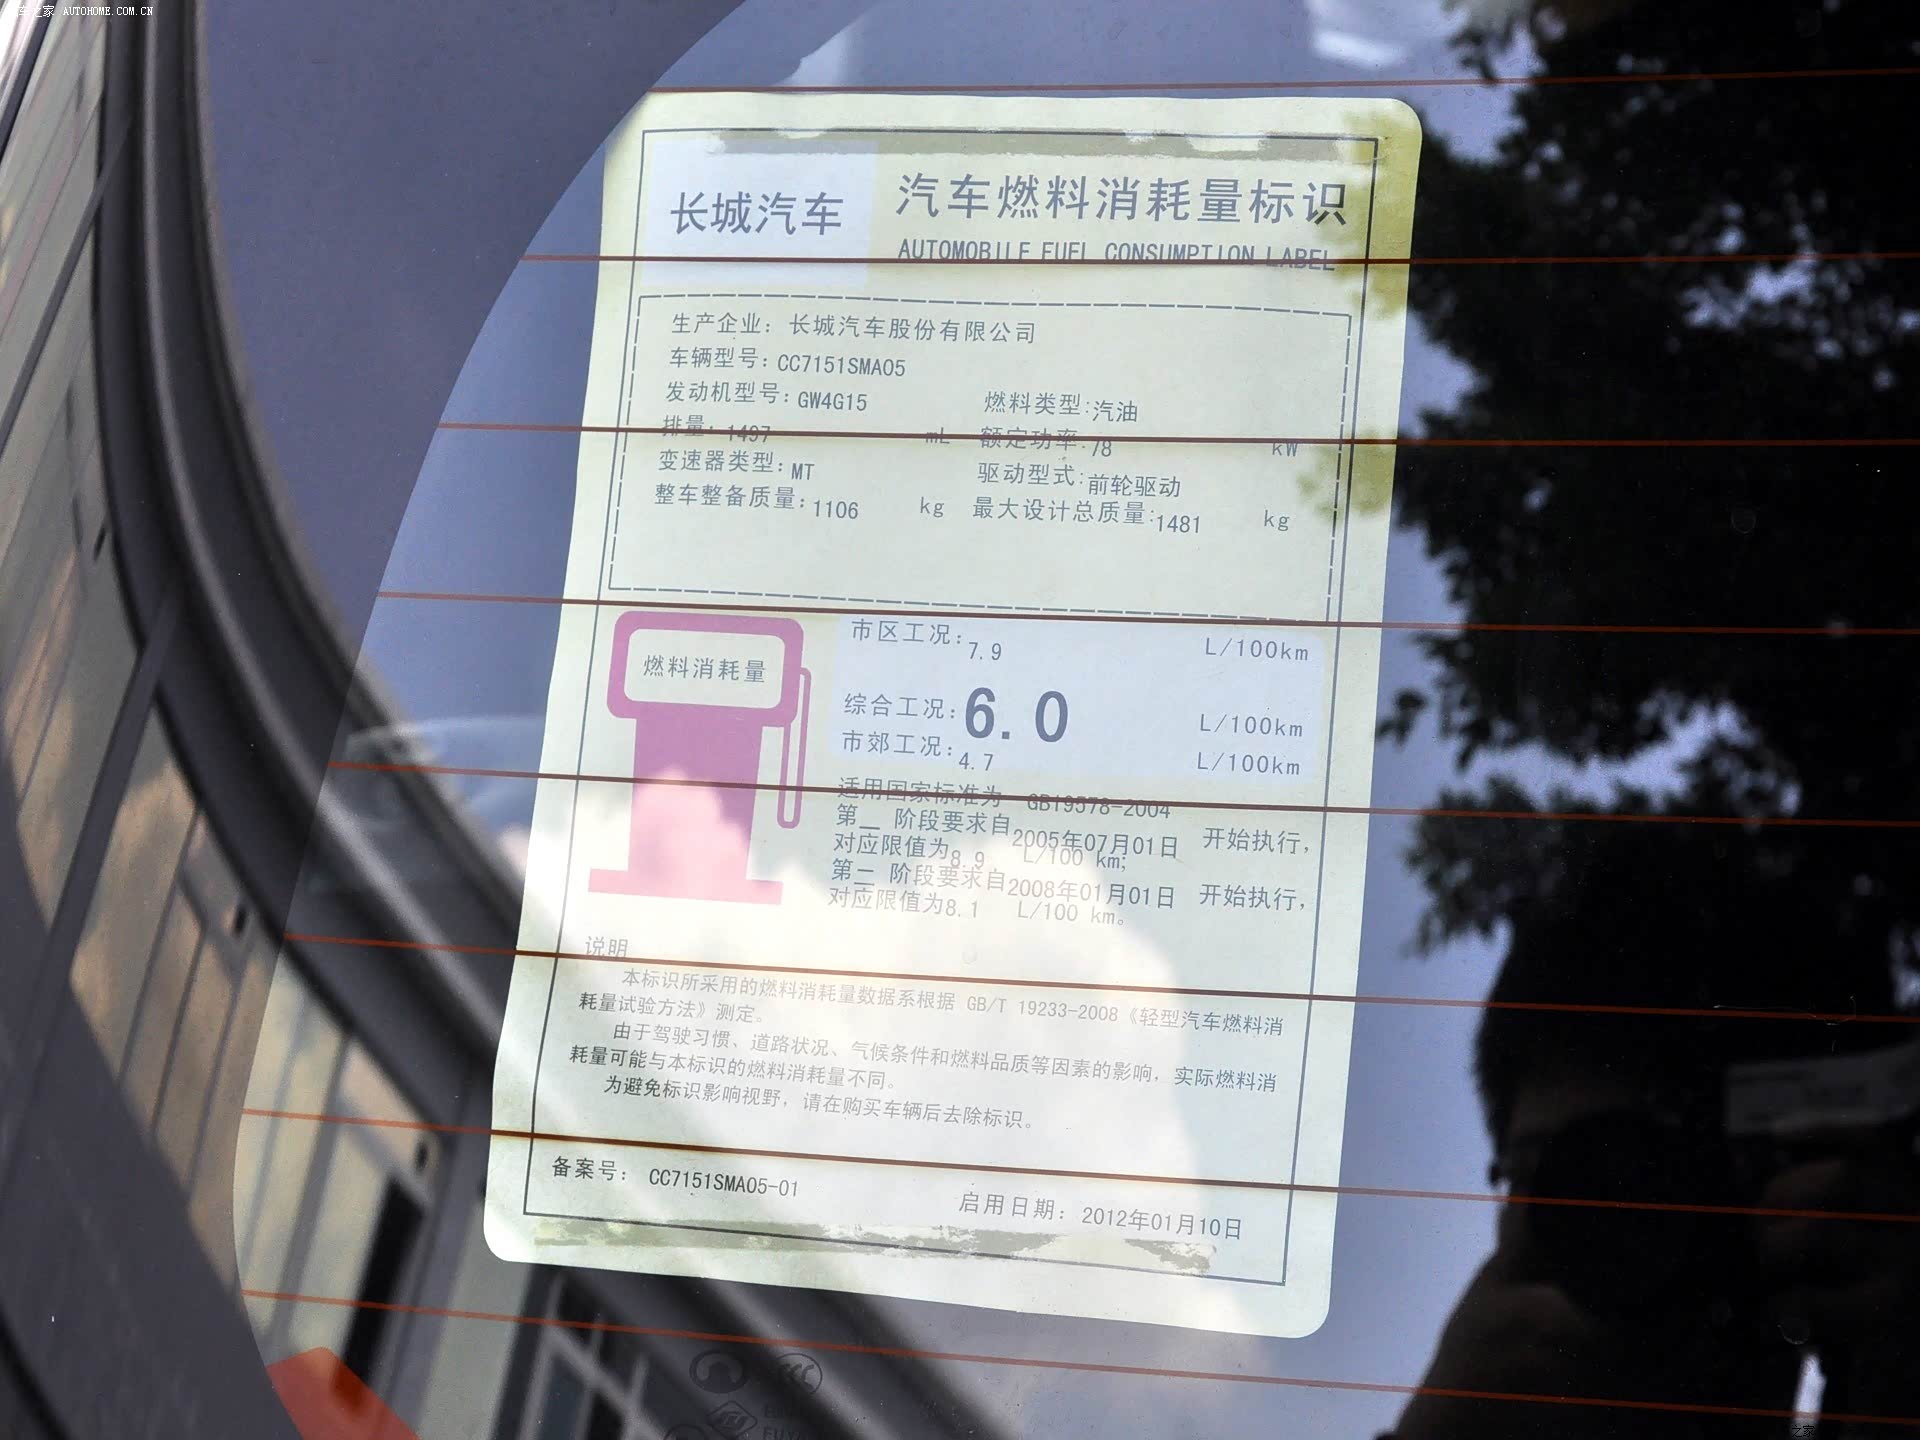 AUTOHOME.COM.CN
长城汽车
汽车燃料消耗量标识
AUTOMOBILE FUEL CONSUMPTION LABEL
生产企业: 长城汽车股份有限公司
车辆型号: CC7151SMA05
发动机型号: GW4G15 燃料类型: 汽油
排量: 1497 mL 额定功率: 78 kW
变速器类型: MT 驱动型式: 前轮驱动
整车整备质量: 1106 kg 最大设计总质量: 1481 kg
燃料消耗量
市区工况: 7.9 L/100km
综合工况: 6.0 L/100km
市郊工况: 4.7 L/100km
适用国家标准为 GB19578-2004
第一 阶段要求自 2005年07月01日 开始执行,
对应限值为 8.9 L/100 km;
第二 阶段要求自 2008年01月01日 开始执行,
对应限值为 8.1 L/100 km。
说明
本标识所采用的燃料消耗量数据系根据 GB/T 19233-2008《轻型汽车燃料消
耗量试验方法》测定。
由于驾驶习惯、道路状况、气候条件和燃料品质等因素的影响，实际燃料消
耗量可能与本标识的燃料消耗量不同。
为避免标识影响视野，请在购买车辆后去除标识。
备案号: CC7151SMA05-01
启用日期: 2012年01月10日